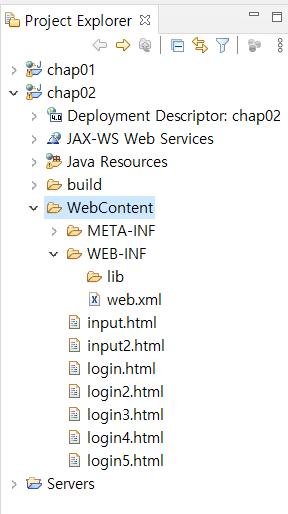 Project Explorer
chap01
chap02
Deployment Descriptor: chap02
JAX-WS Web Services
Java Resources
build
WebContent
META-INF
WEB-INF
lib
web.xml
input.html
input2.html
login.html
login2.html
login3.html
login4.html
login5.html
Servers